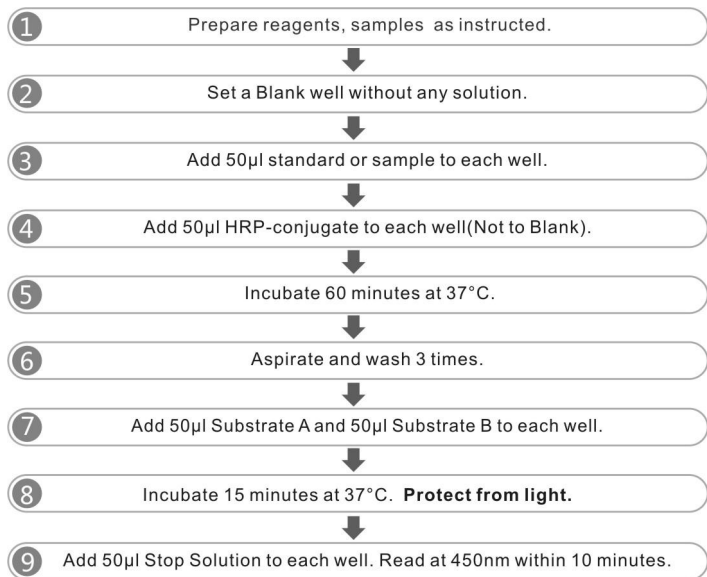 1 Prepare reagents, samples as instructed.
2 Set a Blank well without any solution.
3 Add 50μl standard or sample to each well.
4 Add 50μl HRP-conjugate to each well(Not to Blank).
5 Incubate 60 minutes at 37°C.
6 Aspirate and wash 3 times.
7 Add 50μl Substrate A and 50μl Substrate B to each well.
8 Incubate 15 minutes at 37°C. Protect from light.
9 Add 50μl Stop Solution to each well. Read at 450nm within 10 minutes.